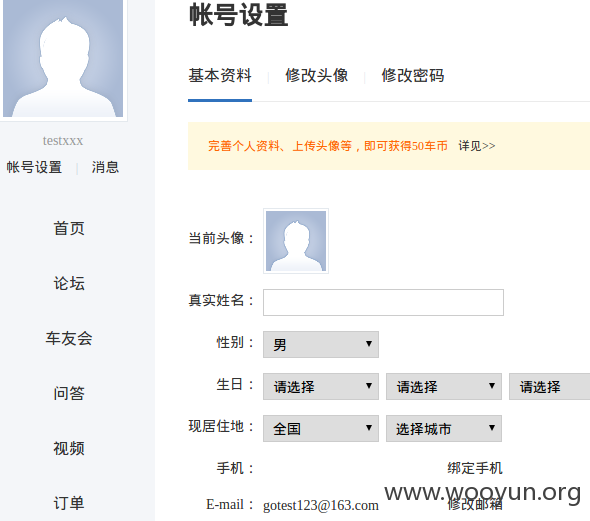 帐号设置
testxxx
帐号设置 | 消息
首页
论坛
车友会
问答
视频
订单
基本资料 | 修改头像 | 修改密码
完善个人资料、上传头像等，即可获得50车币 详见>>
当前头像：
真实姓名：
性别： 男
生日： 请选择 请选择 请选择
现居住地： 全国 选择城市
手机： 绑定手机
E-mail： gotest123@163.com 修改邮箱
www.wooyun.org